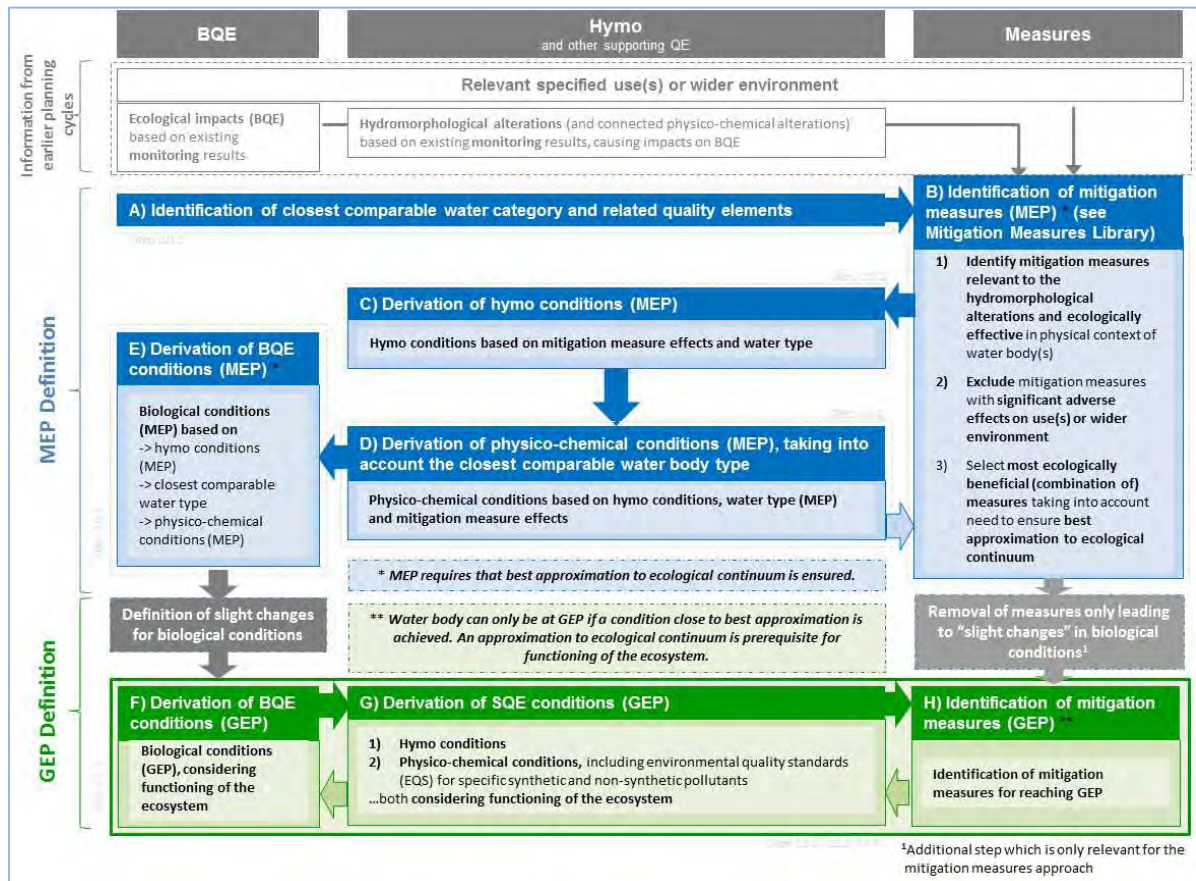 BQE
Hymo
and other supporting QE
Measures
Information from
earlier planning
cycles
Relevant specified use(s) or wider environment
Ecological impacts (BQE)
based on existing
monitoring results
Hydromorphological alterations (and connected physico-chemical alterations)
based on existing monitoring results, causing impacts on BQE
MEP Definition
A) Identification of closest comparable water category and related quality elements
B) Identification of mitigation
measures (MEP) * (see
Mitigation Measures Library)
1) Identify mitigation measures
relevant to the
hydromorphological
alterations and ecologically
effective in physical context of
water body(s)
2) Exclude mitigation measures
with significant adverse
effects on use(s) or wider
environment
3) Select most ecologically
beneficial (combination of)
measures taking into account
need to ensure best
approximation to ecological
continuum
C) Derivation of hymo conditions (MEP)
Hymo conditions based on mitigation measure effects and water type
D) Derivation of physico-chemical conditions (MEP), taking into
account the closest comparable water body type
Physico-chemical conditions based on hymo conditions, water type (MEP)
and mitigation measure effects
E) Derivation of BQE
conditions (MEP) *
Biological conditions
(MEP) based on
-> hymo conditions
(MEP)
-> closest comparable
water type
-> physico-chemical
conditions (MEP)
* MEP requires that best approximation to ecological continuum is ensured.
Definition of slight changes
for biological conditions
** Water body can only be at GEP if a condition close to best approximation is
achieved. An approximation to ecological continuum is prerequisite for
functioning of the ecosystem.
Removal of measures only leading
to “slight changes” in biological
conditions¹
GEP Definition
F) Derivation of BQE
conditions (GEP)
Biological conditions
(GEP), considering
functioning of the
ecosystem
G) Derivation of SQE conditions (GEP)
1) Hymo conditions
2) Physico-chemical conditions, including environmental quality standards
(EQS) for specific synthetic and non-synthetic pollutants
...both considering functioning of the ecosystem
H) Identification of mitigation
measures (GEP) **
Identification of mitigation
measures for reaching GEP
¹Additional step which is only relevant for the
mitigation measures approach